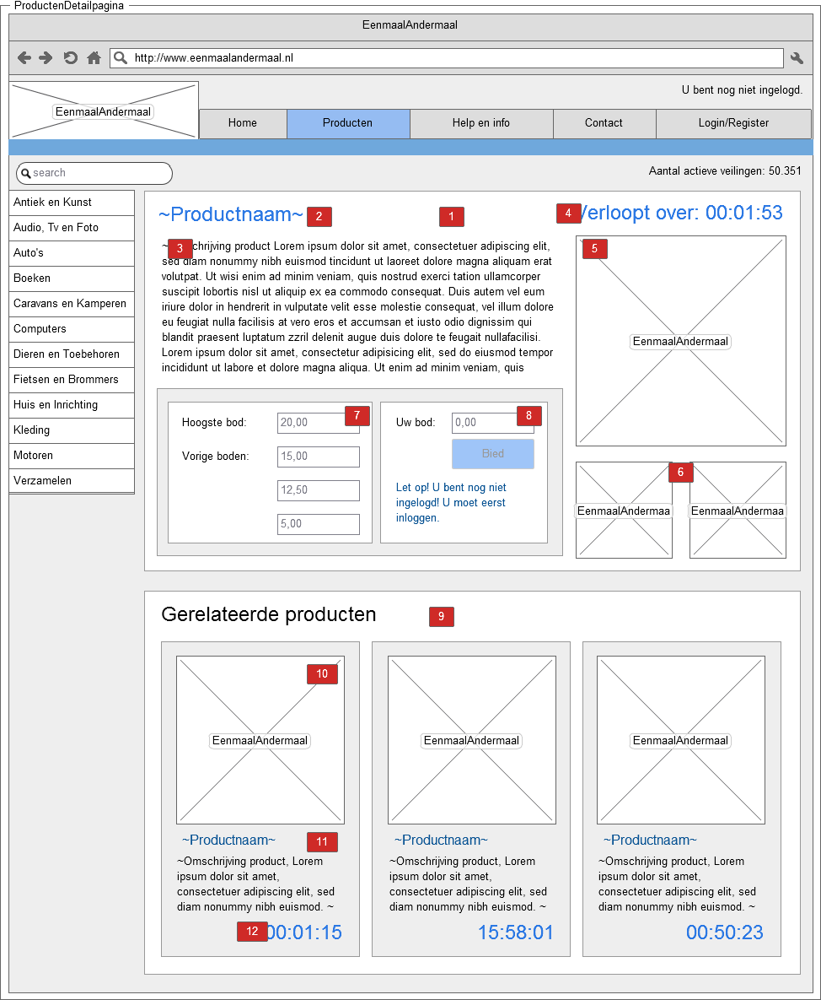 ProductenDetailpagina
EenmaalAndermaal
http://www.eenmaalandermaal.nl
U bent nog niet ingelogd.
EenmaalAndermaal
Home
Producten
Help en info
Contact
Login/Register
search
Aantal actieve veilingen: 50.351
Antiek en Kunst
Audio, Tv en Foto
Auto's
Boeken
Caravans en Kamperen
Computers
Dieren en Toebehoren
Fietsen en Brommers
Huis en Inrichting
Kleding
Motoren
Verzamelen
~Productnaam~
2
1
4
Verloopt over: 00:01:53
3
chrijving product Lorem ipsum dolor sit amet, consectetuer adipiscing elit,
sed diam nonummy nibh euismod tincidunt ut laoreet dolore magna aliquam erat
volutpat. Ut wisi enim ad minim veniam, quis nostrud exerci tation ullamcorper
suscipit lobortis nisl ut aliquip ex ea commodo consequat. Duis autem vel eum
iriure dolor in hendrerit in vulputate velit esse molestie consequat, vel illum dolore
eu feugiat nulla facilisis at vero eros et accumsan et iusto odio dignissim qui
blandit praesent luptatum zzril delenit augue duis dolore te feugait nullafacilisi.
Lorem ipsum dolor sit amet, consectetur adipisicing elit, sed do eiusmod tempor
incididunt ut labore et dolore magna aliqua. Ut enim ad minim veniam, quis
5
EenmaalAndermaal
6
EenmaalAndermaa
EenmaalAndermaa
Hoogste bod:
20,00
7
Vorige boden:
15,00
12,50
5,00
Uw bod:
0,00
8
Bied
Let op! U bent nog niet
ingelogd! U moet eerst
inloggen.
Gerelateerde producten
9
10
EenmaalAndermaal
~Productnaam~
11
~Omschrijving product, Lorem
ipsum dolor sit amet,
consectetuer adipiscing elit, sed
diam nonummy nibh euismod. ~
12
00:01:15
EenmaalAndermaal
~Productnaam~
~Omschrijving product, Lorem
ipsum dolor sit amet,
consectetuer adipiscing elit, sed
diam nonummy nibh euismod. ~
15:58:01
EenmaalAndermaal
~Productnaam~
~Omschrijving product, Lorem
ipsum dolor sit amet,
consectetuer adipiscing elit, sed
diam nonummy nibh euismod. ~
00:50:23